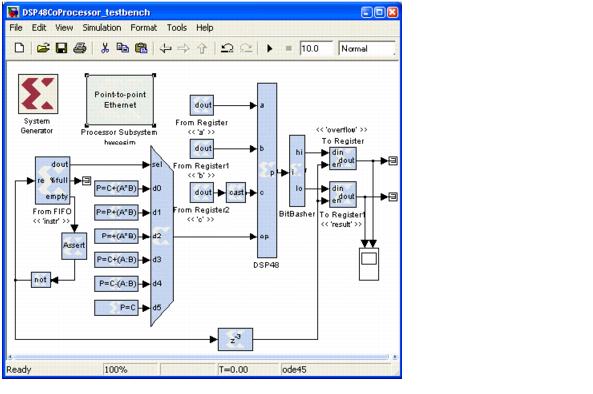 DSP48CoProcessor_testbench
File Edit View Simulation Format Tools Help
10.0 Normal
System
Generator
Point-to-point
Ethernet
Processor Subsystem
hwcosim
dout
From Register
<< 'a' >>
dout
From Register1
<< 'b' >>
dout
cast
From Register2
<< 'c' >>
a
b
c
op
p
DSP48
hi
lo
BitBasher
<< 'overflow' >>
To Register
din
en
dout
din
en
dout
To Register1
<< 'result' >>
dout
re %full
empty
From FIFO
<< 'instr' >>
Assert
not
sel
P=C+(A*B) d0
P=P+(A*B) d1
d2
P=C+(A:B) d3
P=C-(A:B) d4
P=C d5
z-3
Ready 100% T=0.00 ode45